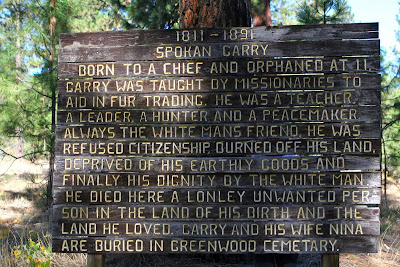 1811 - 1891
SPOKAN GARRY
BORN TO A CHIEF AND ORPHANED AT 11
GARRY WAS TAUGHT BY MISSIONARIES TO
AID IN FUR TRADING. HE WAS A TEACHER,
A LEADER, A HUNTER AND A PEACEMAKER.
ALWAYS THE WHITE MANS FRIEND, HE WAS
REFUSED CITIZENSHIP, BURNED OFF HIS LAND,
DEPRIVED OF HIS EARTHLY GOODS AND
FINALLY HIS DIGNITY BY THE WHITE MAN.
HE DIED HERE A LONLEY UNWANTED PER
SON IN THE LAND OF HIS BIRTH AND THE
LAND HE LOVED. GARRY AND HIS WIFE NINA
ARE BURIED IN GREENWOOD CEMETARY.